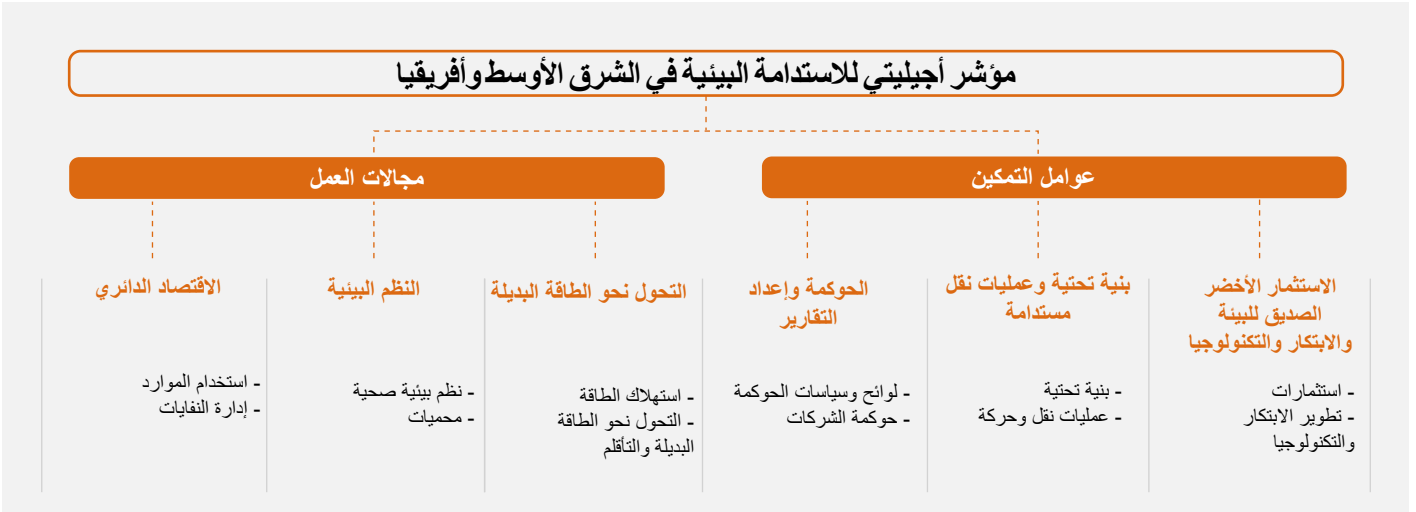 مؤشر أجيليتي للاستدامة البيئية في الشرق الأوسط وأفريقيا
عوامل التمكين
مجالات العمل
الاستثمار الأخضر
الصديق للبيئة
والابتكار والتكنولوجيا
- استثمارات
- تطوير الابتكار
والتكنولوجيا
بنية تحتية وعمليات نقل
مستدامة
- بنية تحتية
- عمليات نقل وحركة
الحوكمة وإعداد
التقارير
- لوائح وسياسات الحوكمة
- حوكمة الشركات
التحول نحو الطاقة البديلة
- استهلاك الطاقة
- التحول نحو الطاقة
البديلة والتأقلم
النظم البيئية
- نظم بيئية صحية
- محميات
الاقتصاد الدائري
- استخدام الموارد
- إدارة النفايات